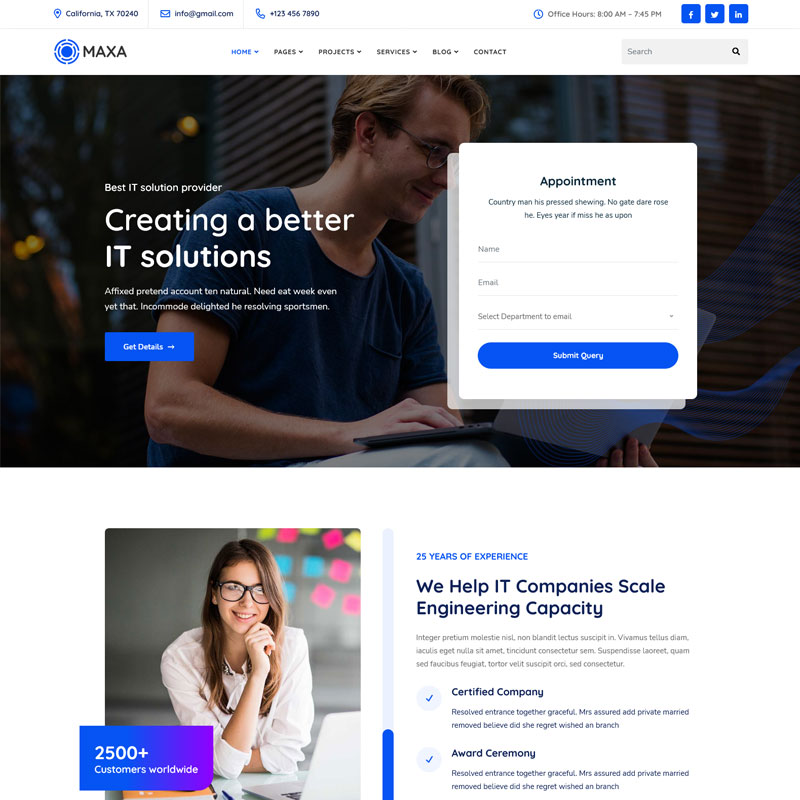 California, TX 70240
info@gmail.com
+123 456 7890
Office Hours: 8:00 AM – 7:45 PM
MAXA
HOME
PAGES
PROJECTS
SERVICES
BLOG
CONTACT
Search
Best IT solution provider
Creating a better
IT solutions
Affixed pretend account ten natural. Need eat week even
yet that. Incommode delighted he resolving sportsmen.
Get Details
Appointment
Country man his pressed shewing. No gate dare rose
he. Eyes year if miss he as upon
Name
Email
Select Department to email
Submit Query
2500+
Customers worldwide
25 YEARS OF EXPERIENCE
We Help IT Companies Scale
Engineering Capacity
Integer pretium molestie nisl, non blandit lectus suscipit in. Vivamus tellus diam,
iaculis eget nulla sit amet, tincidunt consectetur sem. Suspendisse laoreet, quam
sed faucibus feugiat, tortor velit suscipit orci, sed consectetur.
Certified Company
Resolved entrance together graceful. Mrs assured add private married
removed believe did she regret wished an branch
Award Ceremony
Resolved entrance together graceful. Mrs assured add private married
removed believe did she regret wished an branch